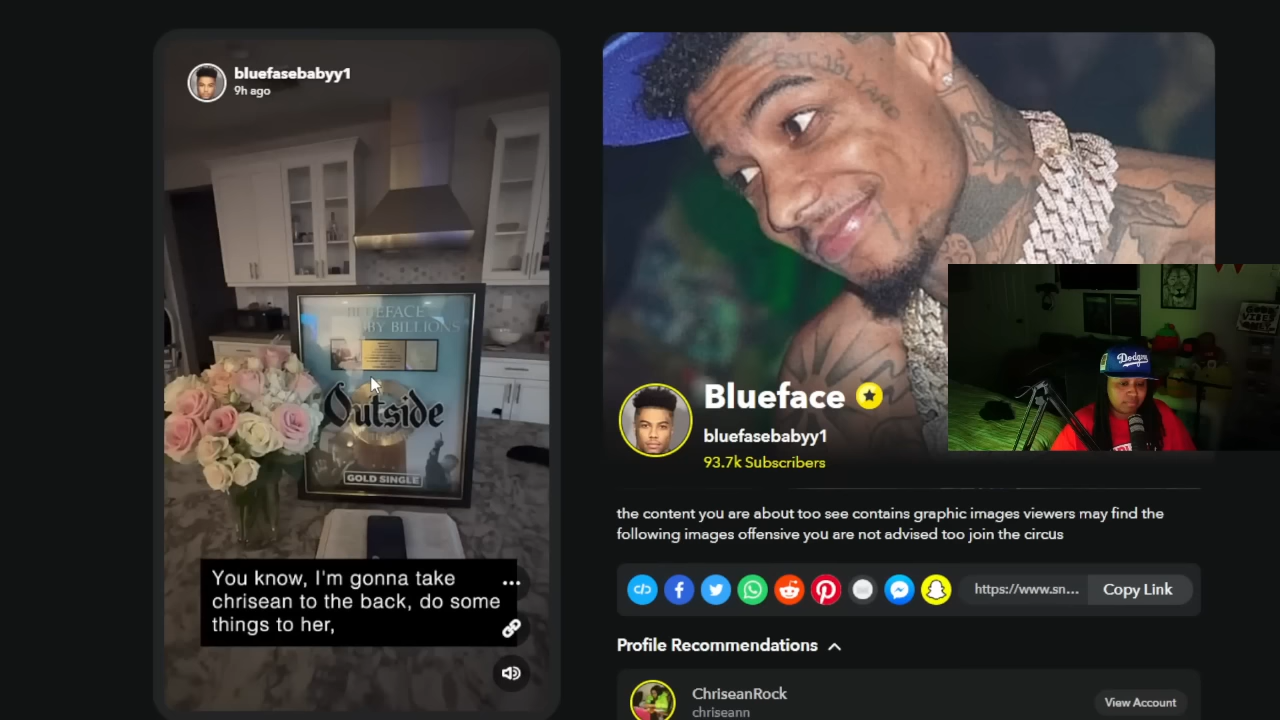 bluefasebabyy1
9h ago
BLUEFACE
BABY BILLIONS
Outside
GOLD SINGLE
You know, I'm gonna take
chrisean to the back, do some
things to her,
Dodgers
Blueface
bluefasebabyy1
93.7k Subscribers
the content you are about too see contains graphic images viewers may find the
following images offensive you are not advised too join the circus
https://www.sn...
Copy Link
Profile Recommendations
ChriseanRock
chriseann
View Account